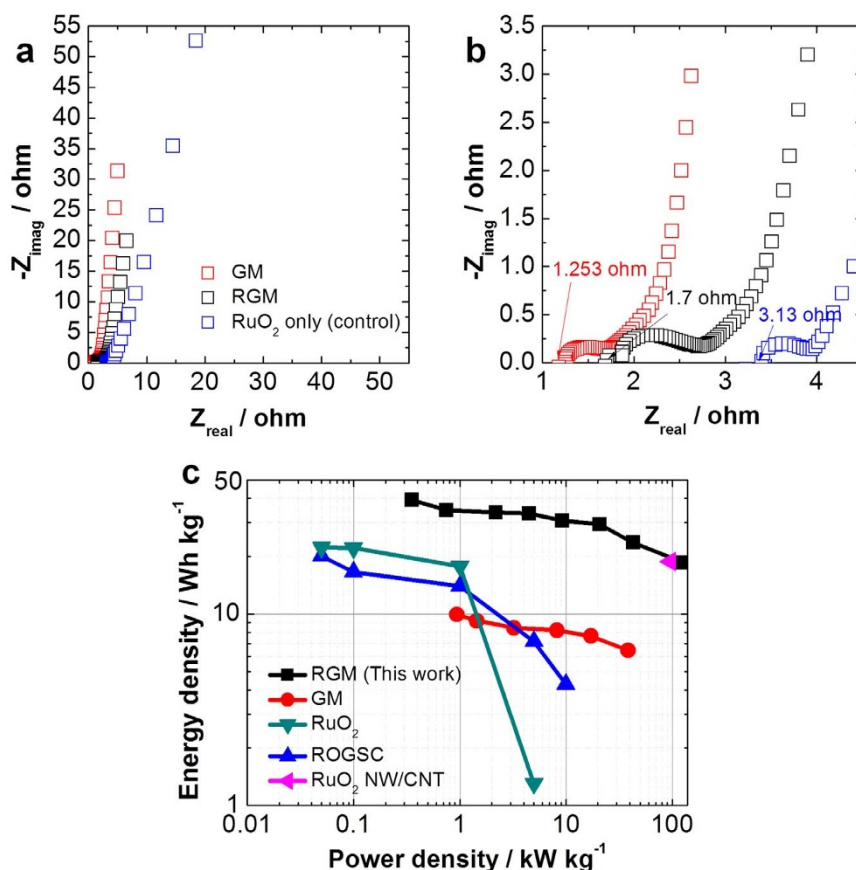 a
55
50
45
40
35
30
25
20
15
10
5
0
-Z_imag / ohm
GM
RGM
RuO₂ only (control)
0 10 20 30 40 50
Z_real / ohm
b
3.5
3.0
2.5
2.0
1.5
1.0
0.5
0.0
-Z_imag / ohm
1.253 ohm
1.7 ohm
3.13 ohm
1 2 3 4
Z_real / ohm
c
50
10
1
Energy density / Wh kg⁻¹
RGM (This work)
GM
RuO₂
ROGSC
RuO₂ NW/CNT
0.01 0.1 1 10 100
Power density / kW kg⁻¹